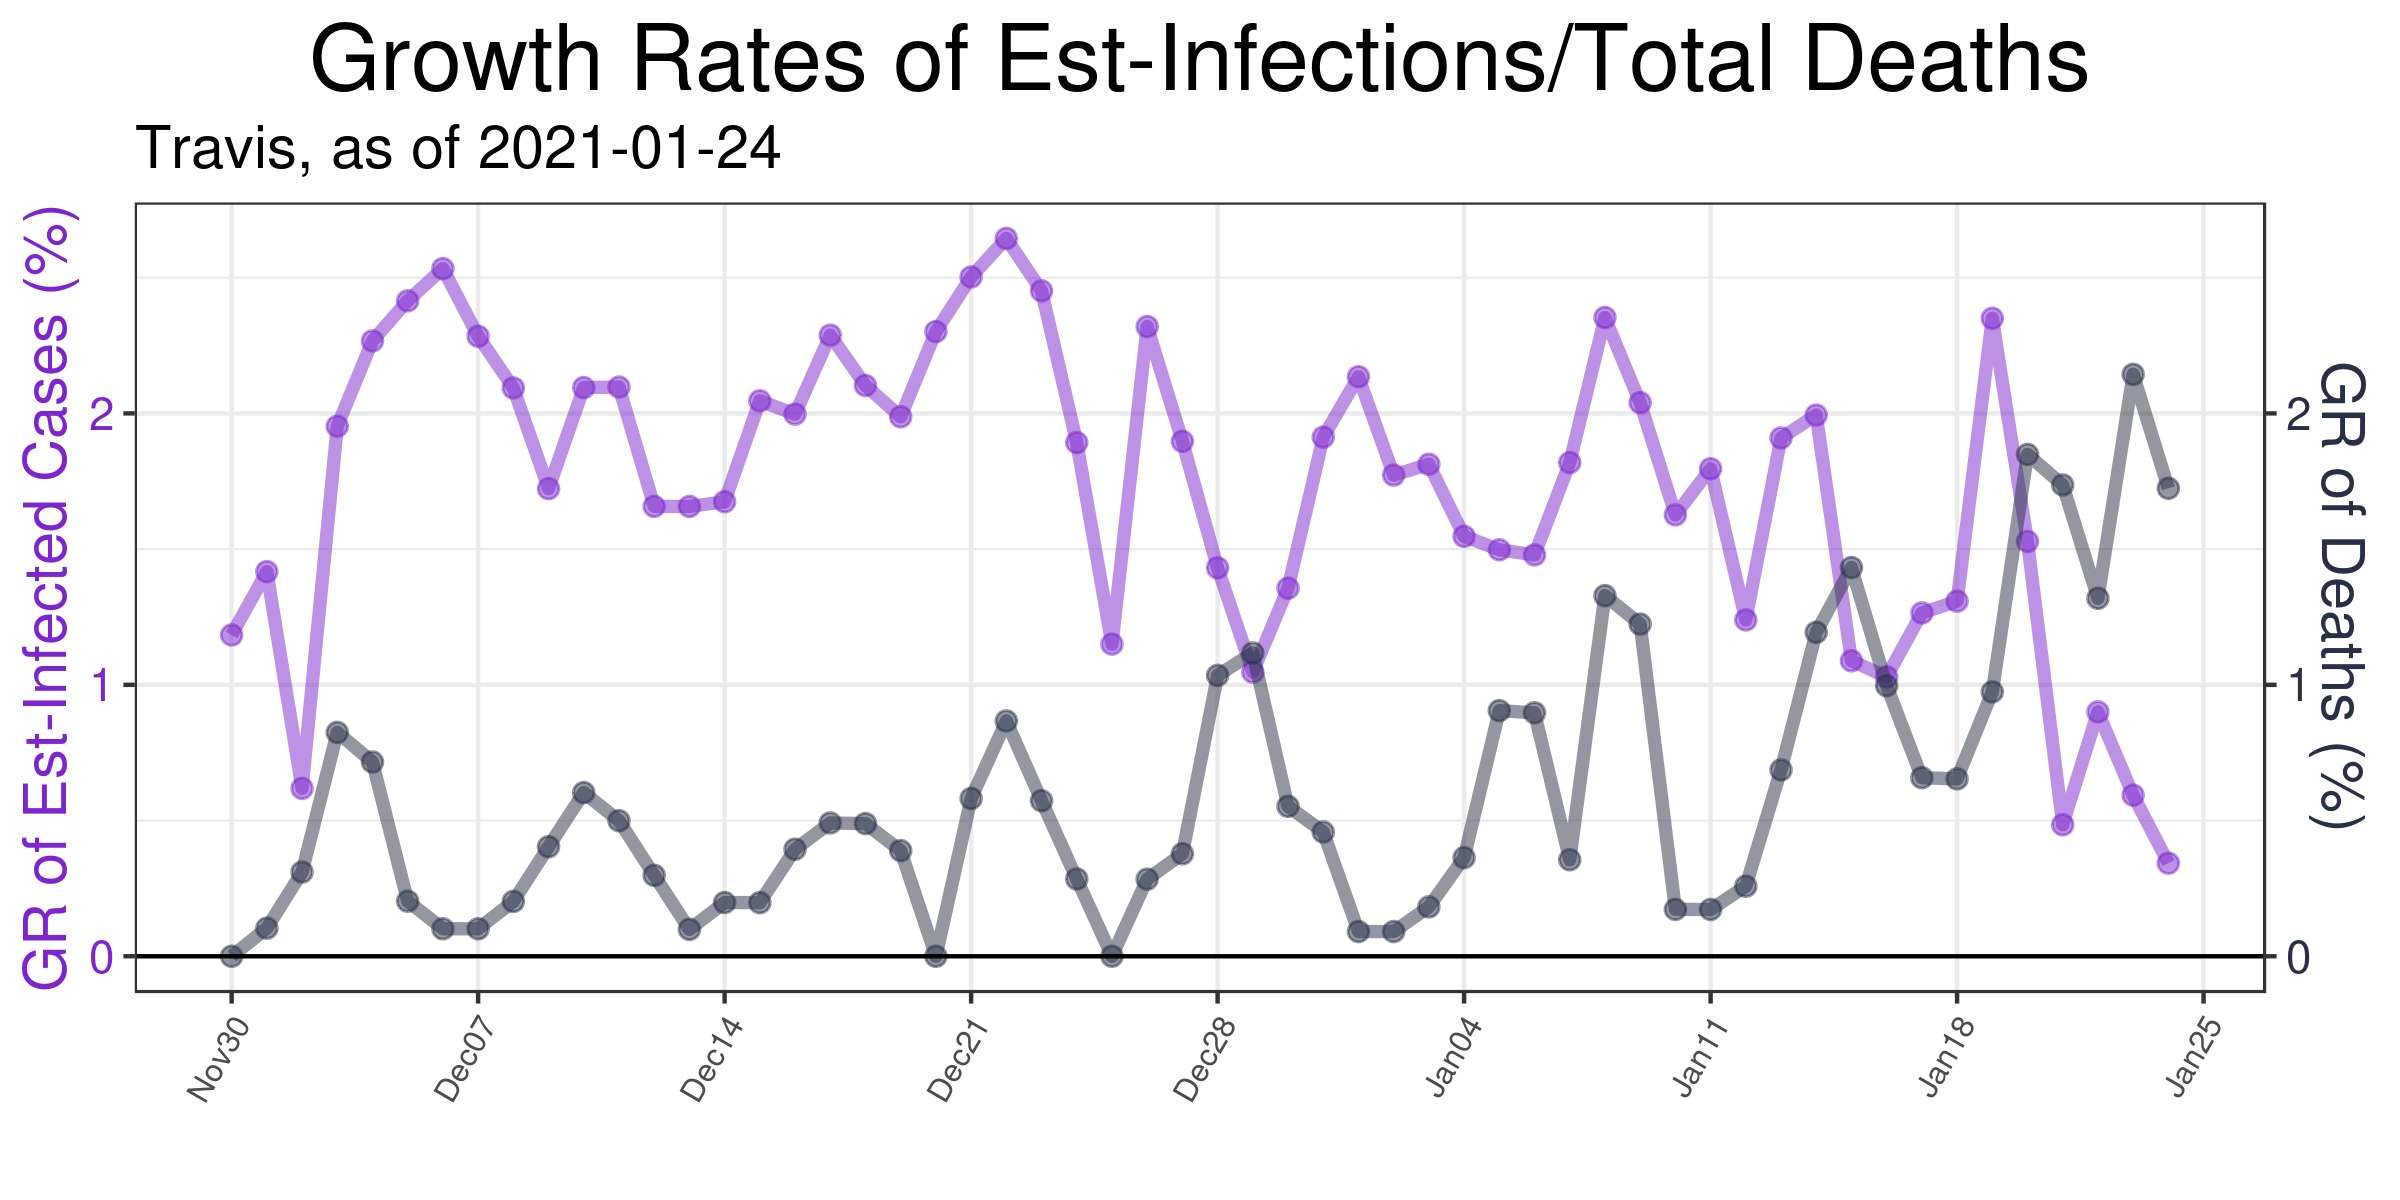 Growth Rates of Est-Infections/Total Deaths
Travis, as of 2021-01-24
GR of Est-Infected Cases (%)
2
1
0
2
1
0
GR of Deaths (%)
Nov30
Dec07
Dec14
Dec21
Dec28
Jan04
Jan11
Jan18
Jan25